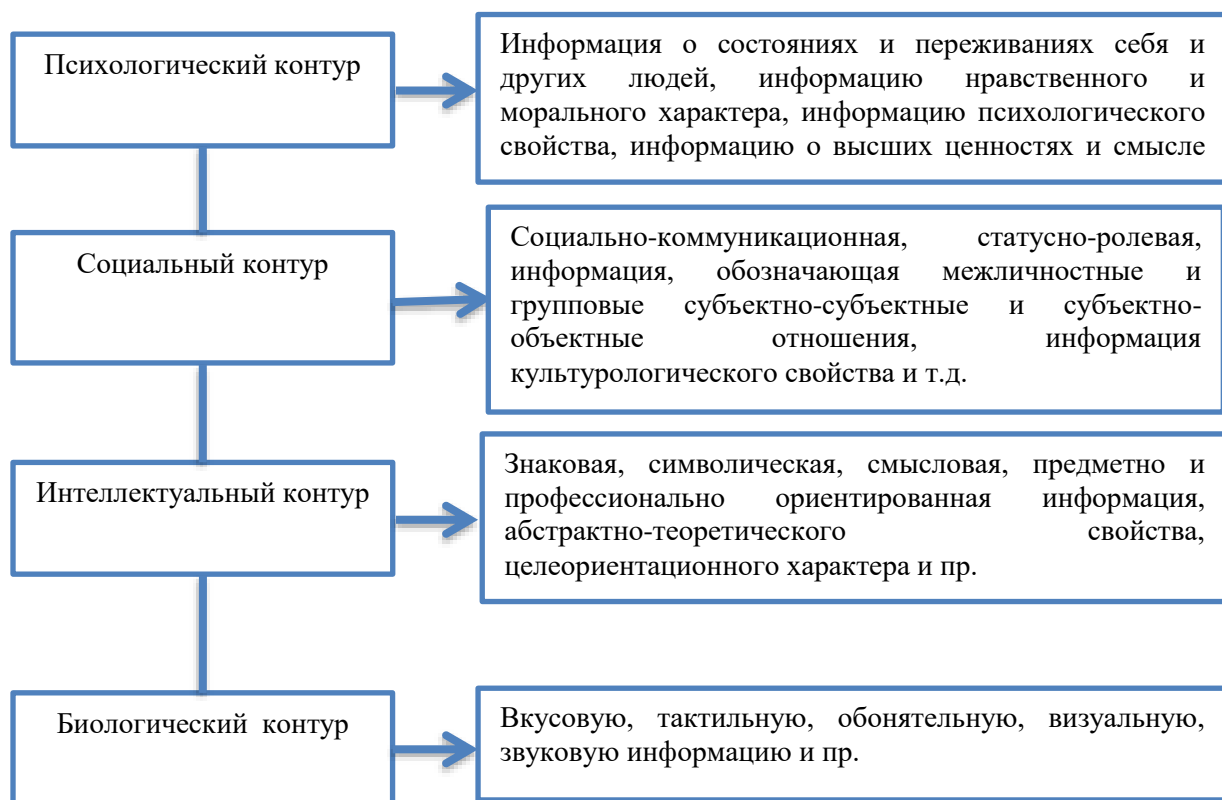 Психологический контур
Информация о состояниях и переживаниях себя и
других людей, информацию нравственного и
морального характера, информацию психологического
свойства, информацию о высших ценностях и смысле
Социальный контур
Социально-коммуникационная, статусно-ролевая,
информация, обозначающая межличностные и
групповые субъектно-субъектные и субъектно-
объектные отношения, информация
культурологического свойства и т.д.
Интеллектуальный контур
Знаковая, символическая, смысловая, предметно и
профессионально ориентированная информация,
абстрактно-теоретического свойства,
целеориентационного характера и пр.
Биологический контур
Вкусовую, тактильную, обонятельную, визуальную,
звуковую информацию и пр.